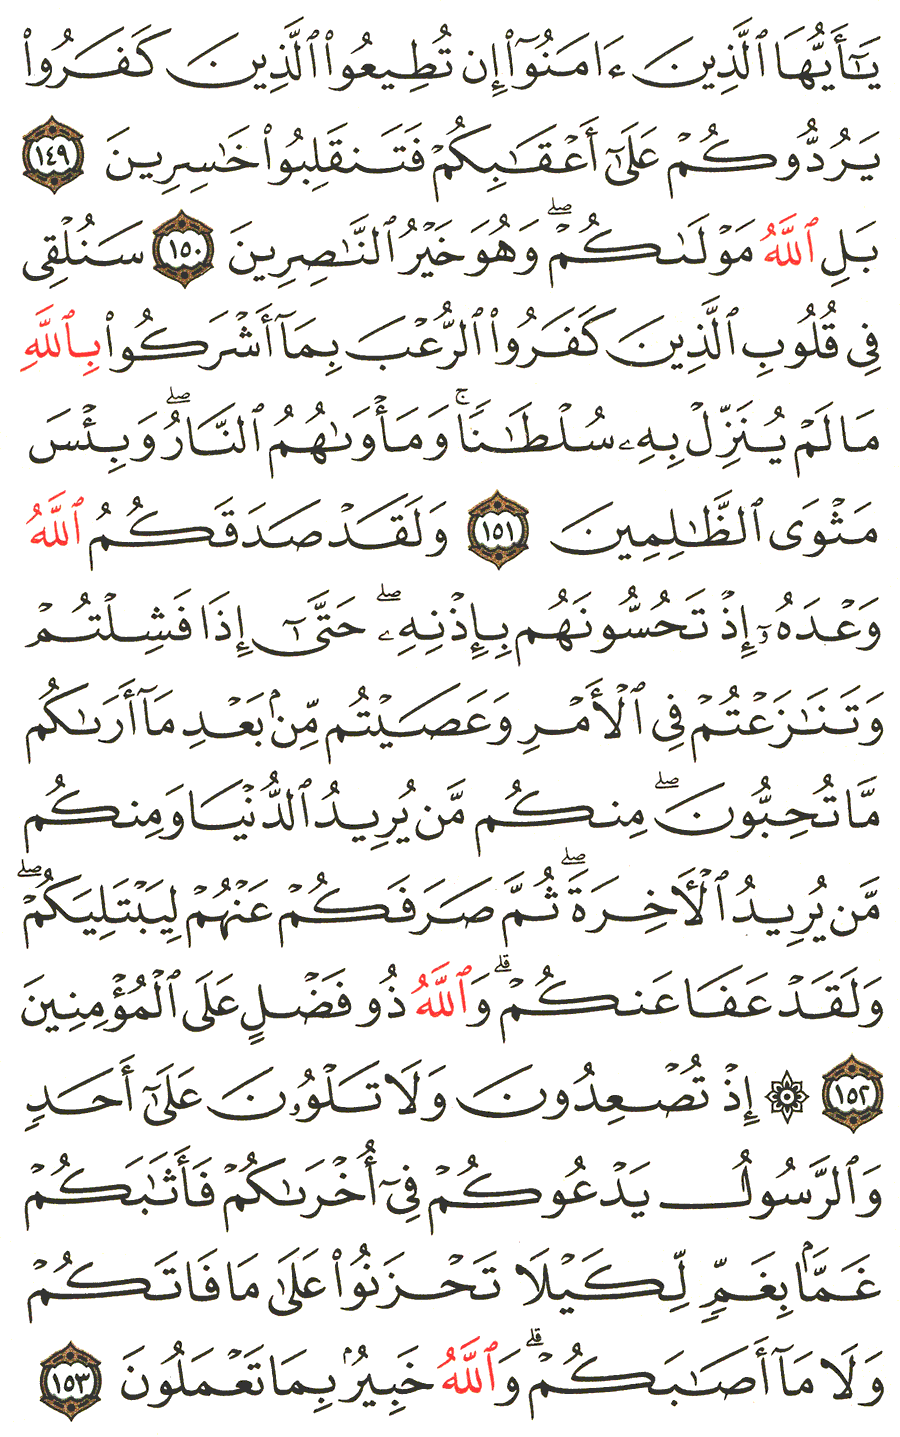 يَٰٓأَيُّهَا ٱلَّذِينَ ءَامَنُوٓا۟ إِن تُطِيعُوا۟ ٱلَّذِينَ كَفَرُوا۟
يَرُدُّوكُمْ عَلَىٰٓ أَعْقَٰبِكُمْ فَتَنقَلِبُوا۟ خَٰسِرِينَ ١٤٩
بَلِ ٱللَّهُ مَوْلَىٰكُمْ ۖ وَهُوَ خَيْرُ ٱلنَّٰصِرِينَ ١٥٠ سَنُلْقِى
فِى قُلُوبِ ٱلَّذِينَ كَفَرُوا۟ ٱلرُّعْبَ بِمَآ أَشْرَكُوا۟ بِٱللَّهِ
مَا لَمْ يُنَزِّلْ بِهِۦ سُلْطَٰنًا ۚ وَمَأْوَىٰهُمُ ٱلنَّارُ ۖ وَبِئْسَ
مَثْوَى ٱلظَّٰلِمِينَ ١٥١ وَلَقَدْ صَدَقَكُمُ ٱللَّهُ
وَعْدَهُۥٓ إِذْ تَحُسُّونَهُم بِإِذْنِهِۦ ۖ حَتَّىٰٓ إِذَا فَشِلْتُمْ
وَتَنَٰزَعْتُمْ فِى ٱلْأَمْرِ وَعَصَيْتُم مِّنۢ بَعْدِ مَآ أَرَىٰكُم
مَّا تُحِبُّونَ ۖ مِنكُم مَّن يُرِيدُ ٱلدُّنْيَا وَمِنكُم
مَّن يُرِيدُ ٱلْأَخِرَةَ ۖ ثُمَّ صَرَفَكُمْ عَنْهُمْ لِيَبْتَلِيَكُمْ ۖ
وَلَقَدْ عَفَا عَنكُمْ ۗ وَٱللَّهُ ذُو فَضْلٍ عَلَى ٱلْمُؤْمِنِينَ
١٥٢ ۞ إِذْ تُصْعِدُونَ وَلَا تَلْوُۥنَ عَلَىٰٓ أَحَدٍ
وَٱلرَّسُولُ يَدْعُوكُمْ فِىٓ أُخْرَىٰكُمْ فَأَثَٰبَكُمْ
غَمًّۢا بِغَمٍّ لِّكَيْلَا تَحْزَنُوا۟ عَلَىٰ مَا فَاتَكُمْ
وَلَا مَآ أَصَٰبَكُمْ ۗ وَٱللَّهُ خَبِيرٌۢ بِمَا تَعْمَلُونَ ١٥٣